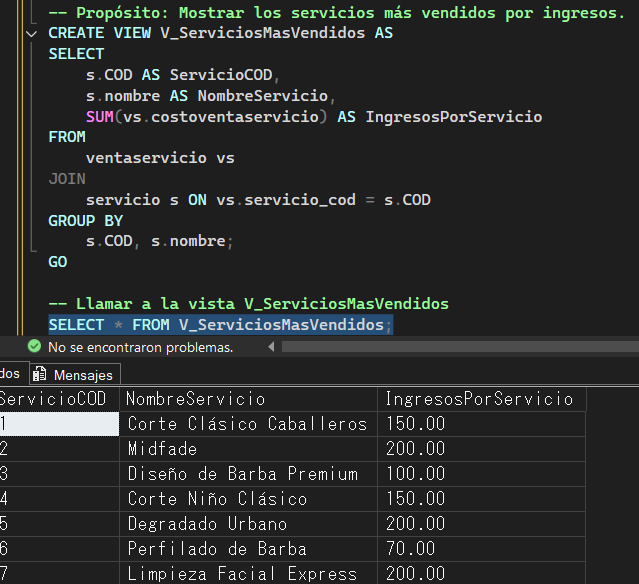 -- Propósito: Mostrar los servicios más vendidos por ingresos.
CREATE VIEW V_ServiciosMasVendidos AS
SELECT
s.COD AS ServicioCOD,
s.nombre AS NombreServicio,
SUM(vs.costoventaservicio) AS IngresosPorServicio
FROM
ventaservicio vs
JOIN
servicio s ON vs.servicio_cod = s.COD
GROUP BY
s.COD, s.nombre;
GO
-- Llamar a la vista V_ServiciosMasVendidos
SELECT * FROM V_ServiciosMasVendidos;
No se encontraron problemas.
dos Mensajes
ServicioCOD NombreServicio IngresosPorServicio
1 Corte Clásico Caballeros 150.00
2 Midfade 200.00
3 Diseño de Barba Premium 100.00
4 Corte Niño Clásico 150.00
5 Degradado Urbano 200.00
6 Perfilado de Barba 70.00
7 Limpieza Facial Express 200.00